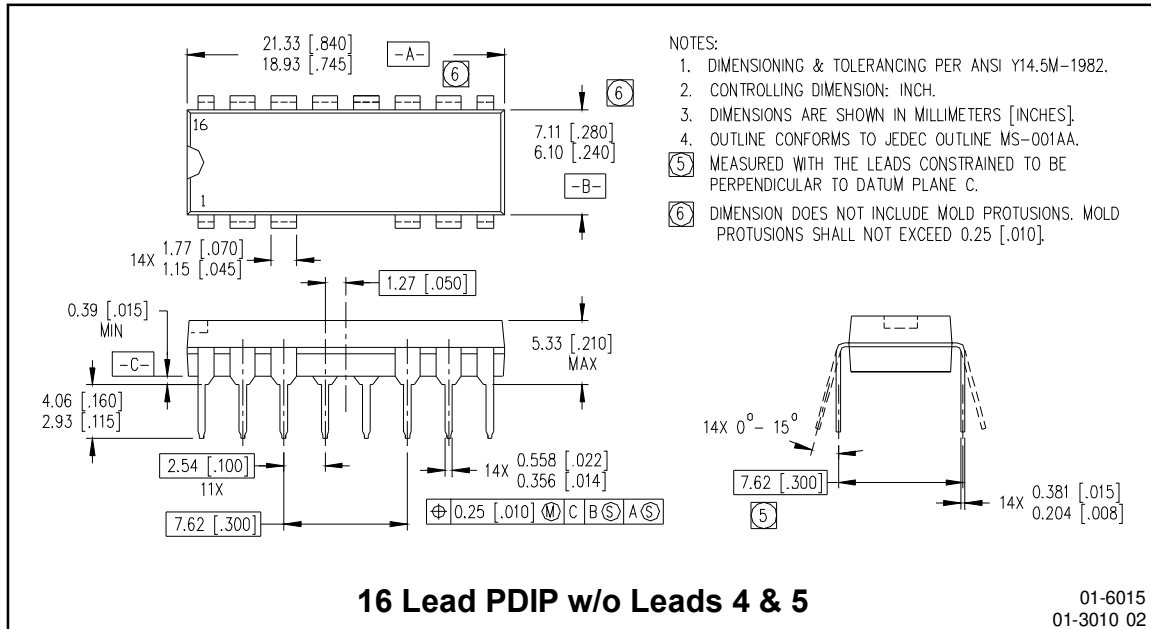 21.33 [.840]
18.93 [.745]
-A-
6
6
16
1
7.11 [.280]
6.10 [.240]
-B-
14X 1.77 [.070]
1.15 [.045]
1.27 [.050]
0.39 [.015]
MIN
-C-
5.33 [.210]
MAX
4.06 [.160]
2.93 [.115]
2.54 [.100]
11X
14X 0.558 [.022]
0.356 [.014]
⌖ 0.25 [.010] Ⓜ C B Ⓢ A Ⓢ
7.62 [.300]
NOTES:
1. DIMENSIONING & TOLERANCING PER ANSI Y14.5M-1982.
2. CONTROLLING DIMENSION: INCH.
3. DIMENSIONS ARE SHOWN IN MILLIMETERS [INCHES].
4. OUTLINE CONFORMS TO JEDEC OUTLINE MS-001AA.
5 MEASURED WITH THE LEADS CONSTRAINED TO BE
PERPENDICULAR TO DATUM PLANE C.
6 DIMENSION DOES NOT INCLUDE MOLD PROTUSIONS. MOLD
PROTUSIONS SHALL NOT EXCEED 0.25 [.010].
14X 0°- 15°
7.62 [.300]
5
14X 0.381 [.015]
0.204 [.008]
16 Lead PDIP w/o Leads 4 & 5
01-6015
01-3010 02